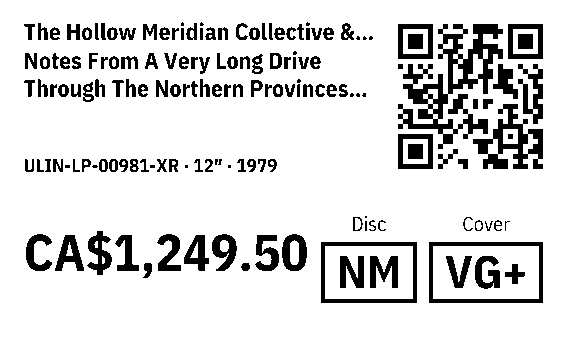 The Hollow Meridian Collective &...
Notes From A Very Long Drive
Through The Northern Provinces...
ULIN-LP-00981-XR · 12″ · 1979
CA$1,249.50
Disc
NM
Cover
VG+